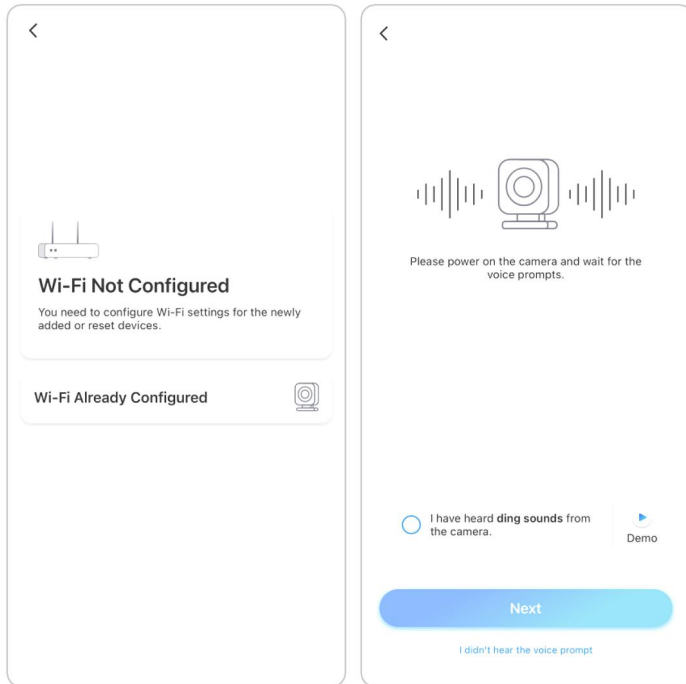 Wi-Fi Not Configured
You need to configure Wi-Fi settings for the newly
added or reset devices.
Wi-Fi Already Configured
Please power on the camera and wait for the
voice prompts.
I have heard ding sounds from
the camera.
Demo
Next
I didn't hear the voice prompt